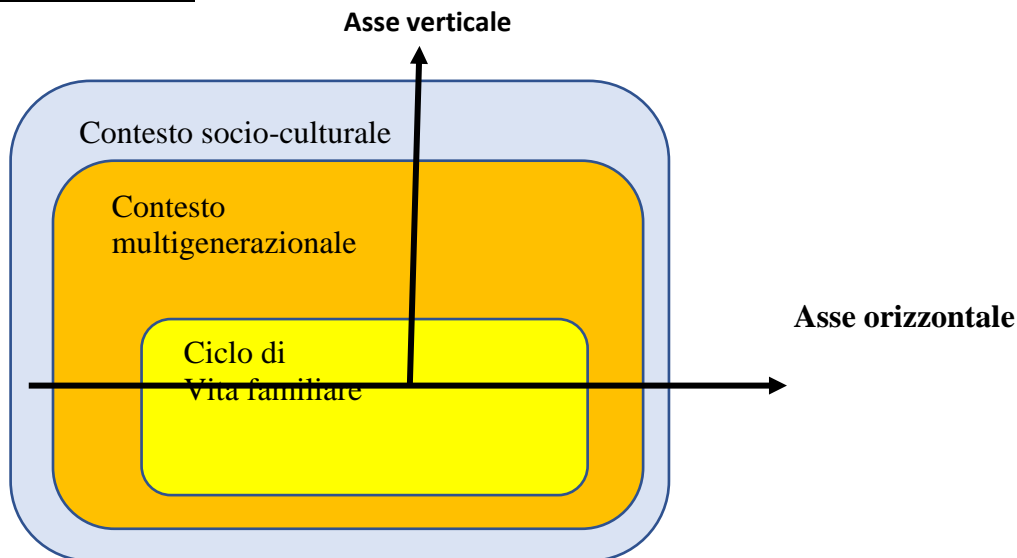 Asse verticale
Contesto socio-culturale
Contesto
multigenerazionale
Asse orizzontale
Ciclo di
Vita familiare